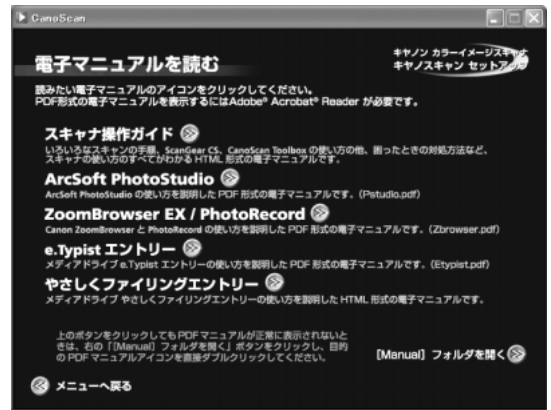 CanoScan
キヤノン カラーイメージスキャナ
キヤノスキャン セットアップ
電子マニュアルを読む
読みたい電子マニュアルのアイコンをクリックしてください。
PDF形式の電子マニュアルを表示するにはAdobe® Acrobat® Reader が必要です。
スキャナ操作ガイド
いろいろなスキャンの手順、ScanGear CS、CanoScan Toolbox の使い方の他、困ったときの対処方法など、
スキャナの使い方のすべてがわかる HTML 形式の電子マニュアルです。
ArcSoft PhotoStudio
ArcSoft PhotoStudio の使い方を説明した PDF 形式の電子マニュアルです。(Pstudio.pdf)
ZoomBrowser EX / PhotoRecord
Canon ZoomBrowser と PhotoRecord の使い方を説明した PDF 形式の電子マニュアルです。(Zbrowser.pdf)
e.Typist エントリー
メディアドライブ e.Typist エントリーの使い方を説明した PDF 形式の電子マニュアルです。(Etypist.pdf)
やさしくファイリングエントリー
メディアドライブ やさしくファイリングエントリーの使い方を説明した HTML 形式の電子マニュアルです。
上のボタンをクリックしてもPDFマニュアルが正常に表示されないと
きは、右の「[Manual] フォルダを開く」ボタンをクリックし、目的
の PDF マニュアルアイコンを直接ダブルクリックしてください。
[Manual] フォルダを開く
メニューへ戻る